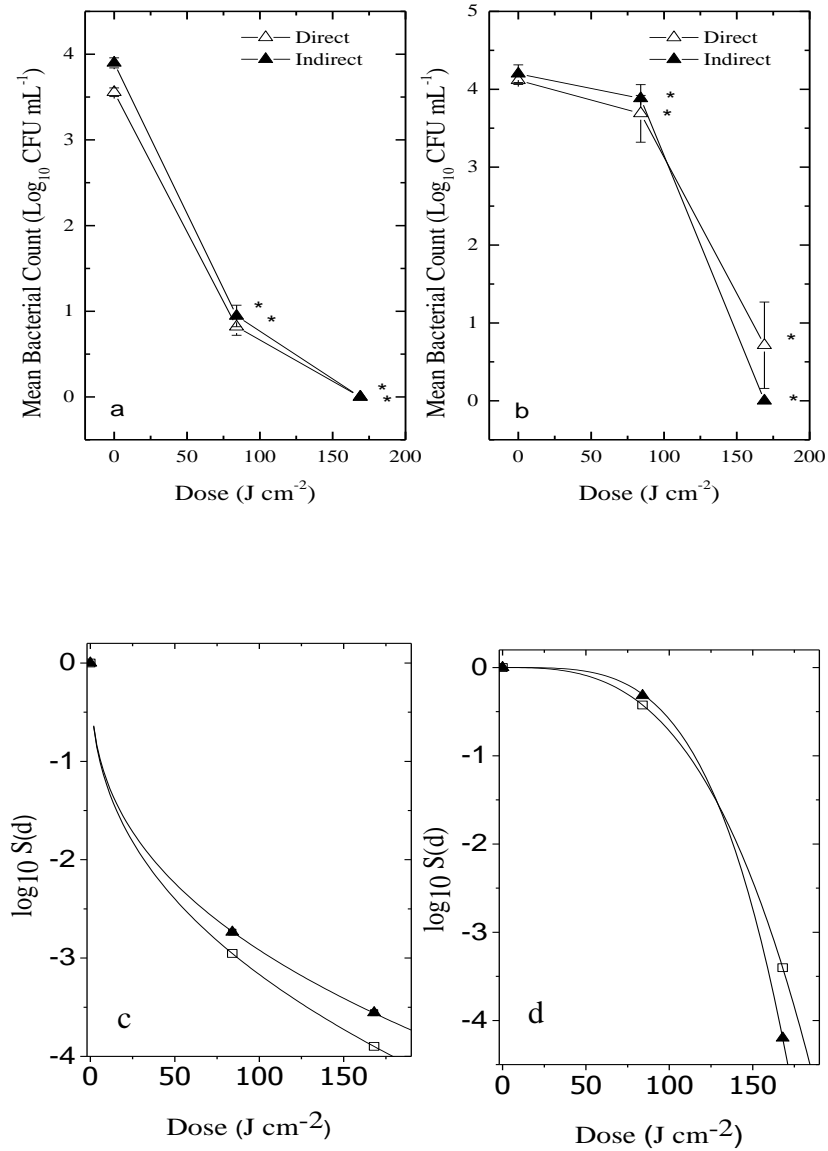 Direct
Indirect
Mean Bacterial Count (Log10 CFU mL-1)
4
3
2
1
0
* *
* *
a
0 50 100 150 200
Dose (J cm-2)
Direct
Indirect
Mean Bacterial Count (Log10 CFU mL-1)
5
4
3
2
1
0
*
*
*
*
b
0 50 100 150 200
Dose (J cm-2)
log10 S(d)
0
-1
-2
-3
-4
c
0 50 100 150
Dose (J cm-2)
log10 S(d)
0
-1
-2
-3
-4
d
0 50 100 150
Dose (J cm-2)